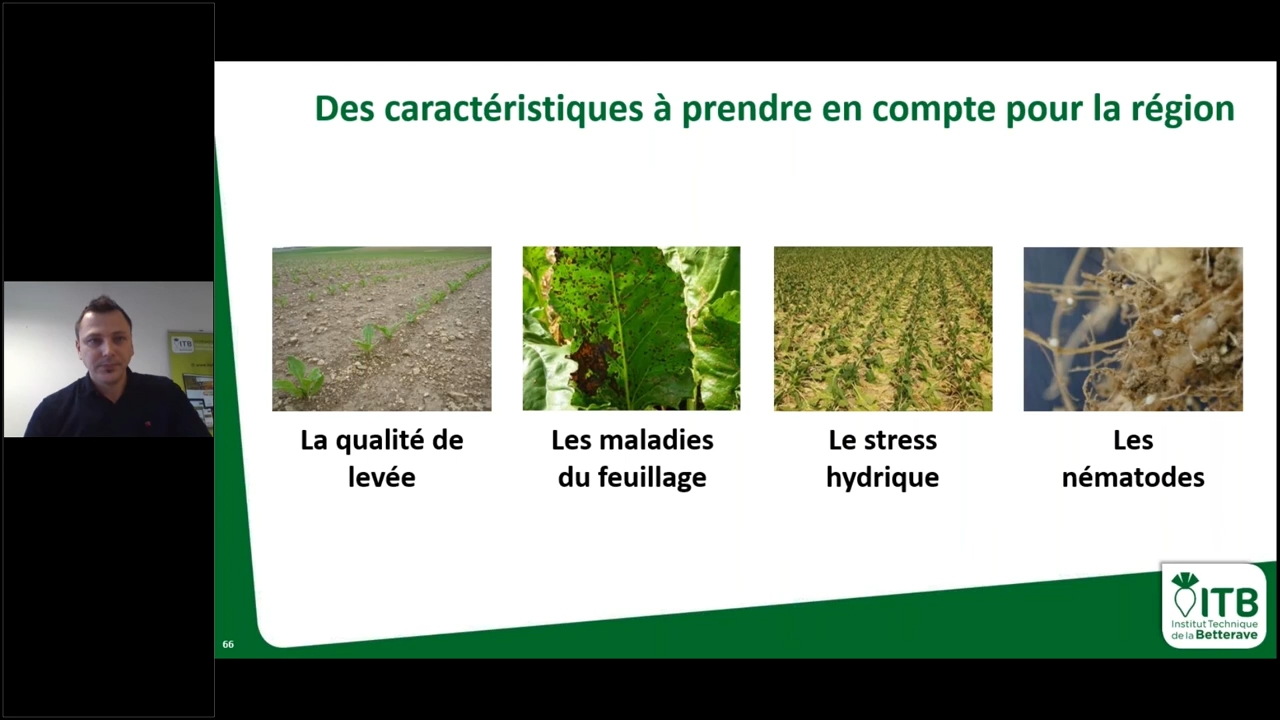 Des caractéristiques à prendre en compte pour la région
La qualité de
levée
Les maladies
du feuillage
Le stress
hydrique
Les
nématodes
66
ITB
Institut Technique
de la Betterave
ITB